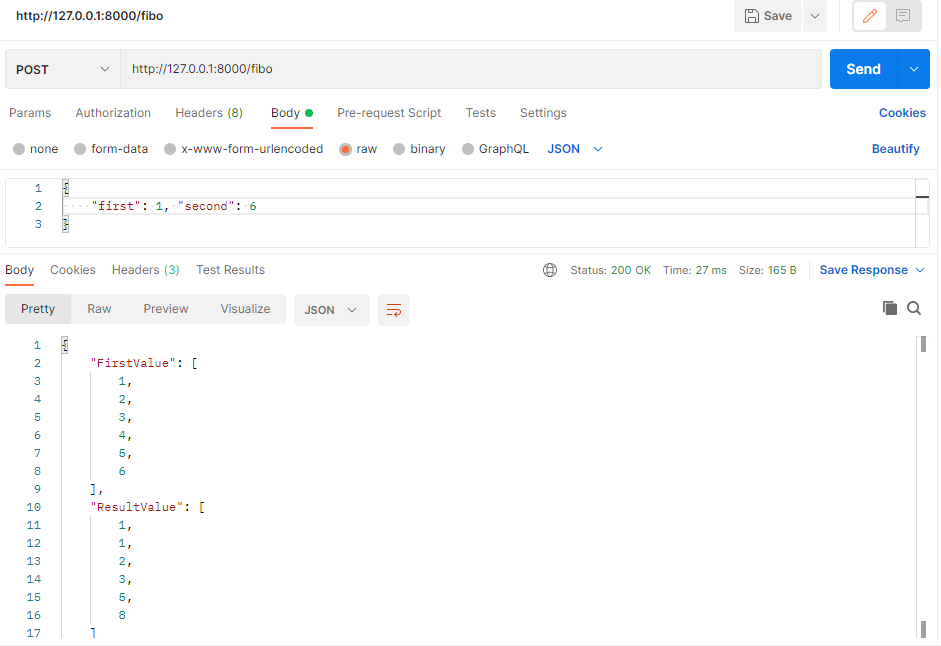 http://127.0.0.1:8000/fibo Save
POST http://127.0.0.1:8000/fibo Send
Params Authorization Headers (8) Body Pre-request Script Tests Settings Cookies
none form-data x-www-form-urlencoded raw binary GraphQL JSON Beautify
1 {
2 "first": 1, "second": 6
3 }
Body Cookies Headers (3) Test Results Status: 200 OK Time: 27 ms Size: 165 B Save Response
Pretty Raw Preview Visualize JSON
1 {
2 "FirstValue": [
3 1,
4 2,
5 3,
6 4,
7 5,
8 6
9 ],
10 "ResultValue": [
11 1,
12 1,
13 2,
14 3,
15 5,
16 8
17 ]